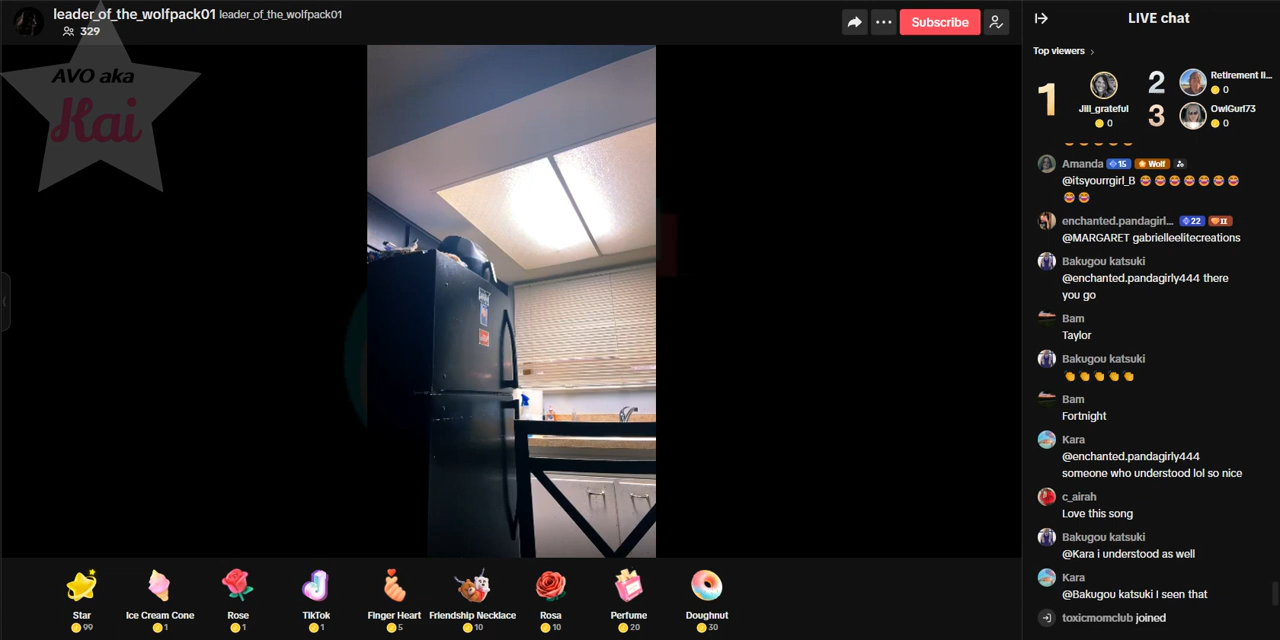 leader_of_the_wolfpack01 leader_of_the_wolfpack01
329
Subscribe
AVO aka
Kai
LIVE chat
Top viewers
1
Jill_grateful
0
2
Retirement li...
0
3
OwlGurl73
0
Amanda 15 Wolf
@itsyourrgirl_B
enchanted.pandagirl... 22 II
@MARGARET gabrielleelitecreations
Bakugou katsuki
@enchanted.pandagirly444 there
you go
Bam
Taylor
Bakugou katsuki
Bam
Fortnight
Kara
@enchanted.pandagirly444
someone who understood lol so nice
c_airah
Love this song
Bakugou katsuki
@Kara i understood as well
Kara
@Bakugou katsuki I seen that
toxicmomclub joined
Star
99
Ice Cream Cone
1
Rose
1
TikTok
1
Finger Heart
5
Friendship Necklace
10
Rosa
10
Perfume
20
Doughnut
30